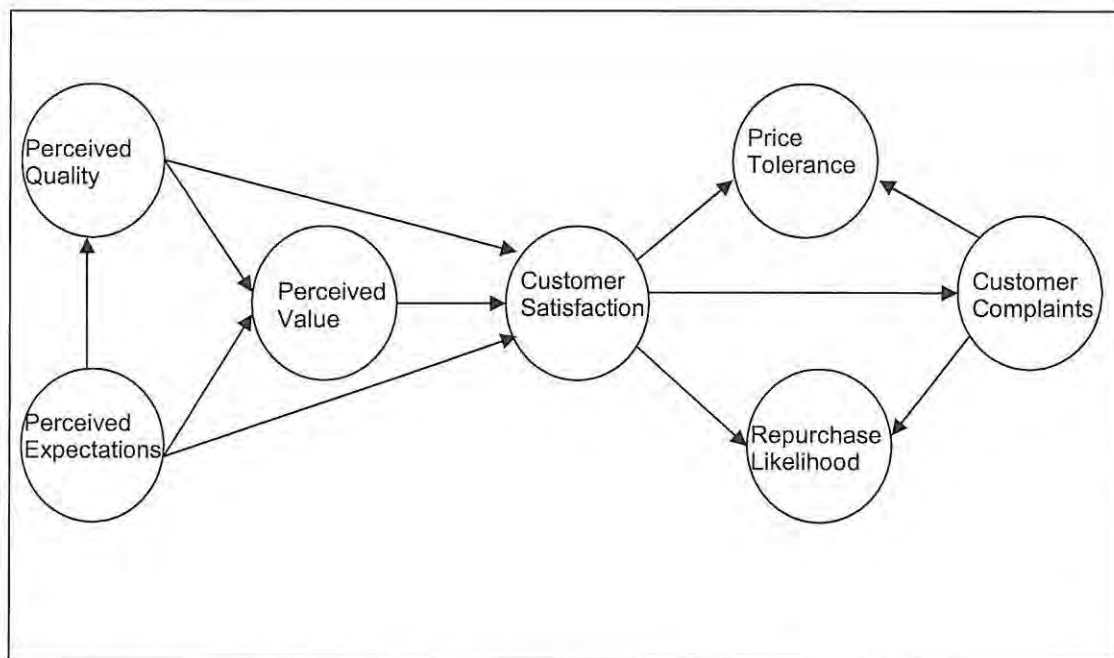 Perceived
Quality
Price
Tolerance
Perceived
Value
Customer
Satisfaction
Customer
Complaints
Perceived
Expectations
Repurchase
Likelihood